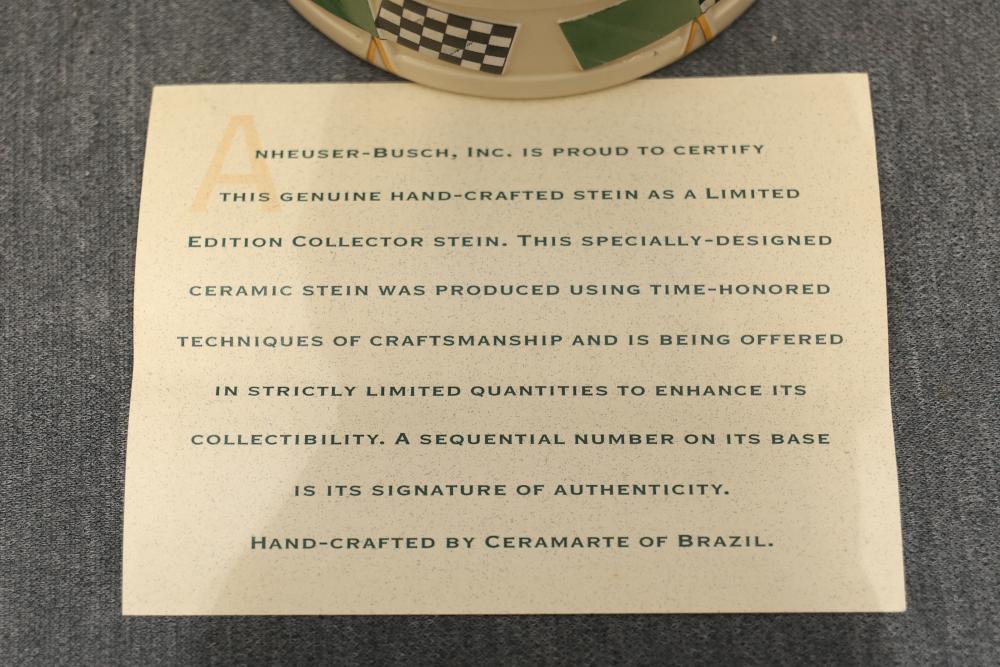 ANHEUSER-BUSCH, INC. IS PROUD TO CERTIFY
THIS GENUINE HAND-CRAFTED STEIN AS A LIMITED
EDITION COLLECTOR STEIN. THIS SPECIALLY-DESIGNED
CERAMIC STEIN WAS PRODUCED USING TIME-HONORED
TECHNIQUES OF CRAFTSMANSHIP AND IS BEING OFFERED
IN STRICTLY LIMITED QUANTITIES TO ENHANCE ITS
COLLECTIBILITY. A SEQUENTIAL NUMBER ON ITS BASE
IS ITS SIGNATURE OF AUTHENTICITY.
HAND-CRAFTED BY CERAMARTE OF BRAZIL.